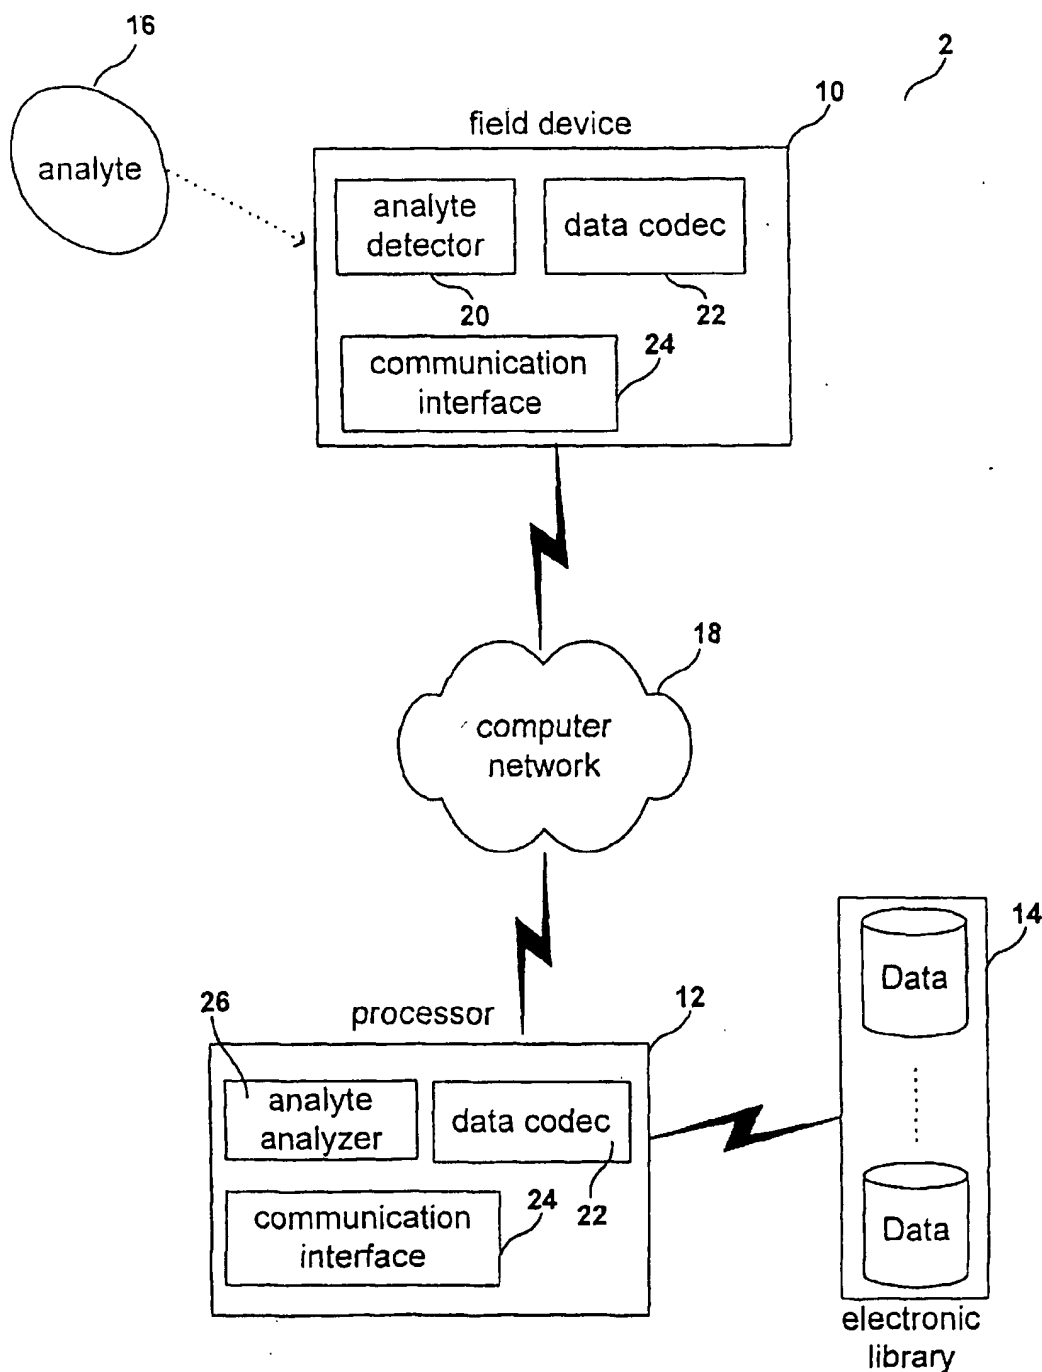 16
2
10
field device
analyte
analyte
detector
data codec
20
22
24
communication
interface
18
computer
network
14
Data
26
processor
12
analyte
analyzer
data codec
24
22
communication
interface
Data
electronic
library